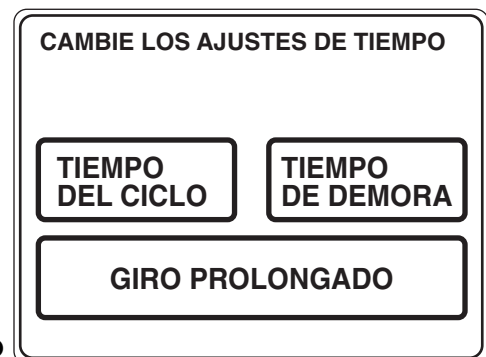 CAMBIE LOS AJUSTES DE TIEMPO
TIEMPO
DEL CICLO
TIEMPO
DE DEMORA
GIRO PROLONGADO